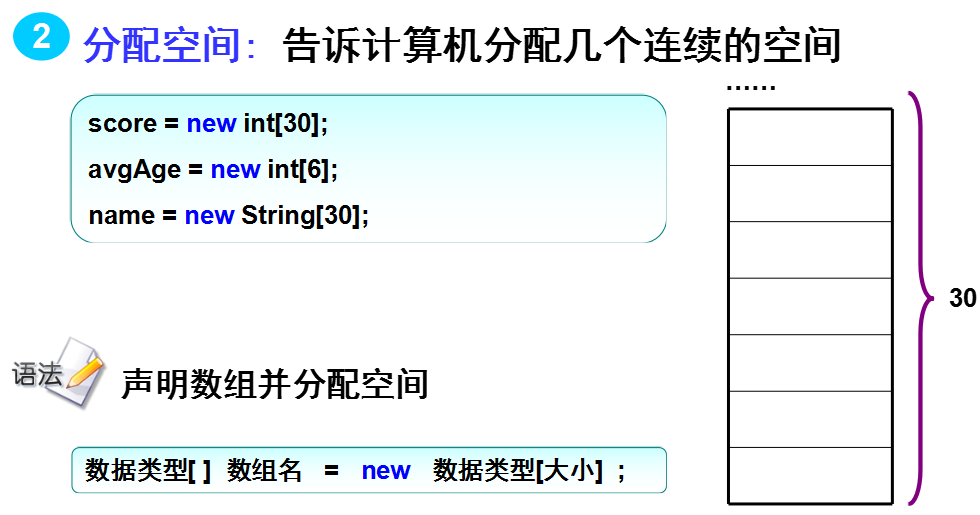 2 分配空间: 告诉计算机分配几个连续的空间
......
score = new int[30];
avgAge = new int[6];
name = new String[30];
30
语法 声明数组并分配空间
数据类型[ ] 数组名 = new 数据类型[大小] ;